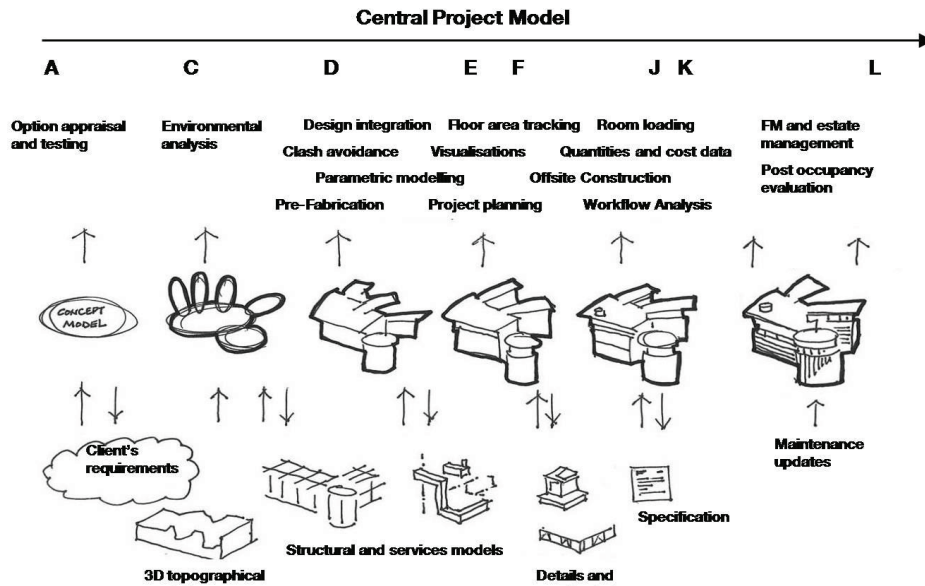 Central Project Model
A C D E F J K L
Option appraisal
and testing
Environmental
analysis
Design integration
Clash avoidance
Parametric modelling
Pre-Fabrication
Floor area tracking
Visualisations
Project planning
Room loading
Quantities and cost data
Offsite Construction
Workflow Analysis
FM and estate
management
Post occupancy
evaluation
CONCEPT
MODEL
Client's
requirements
3D topographical
Structural and services models
Details and
Specification
Maintenance
updates